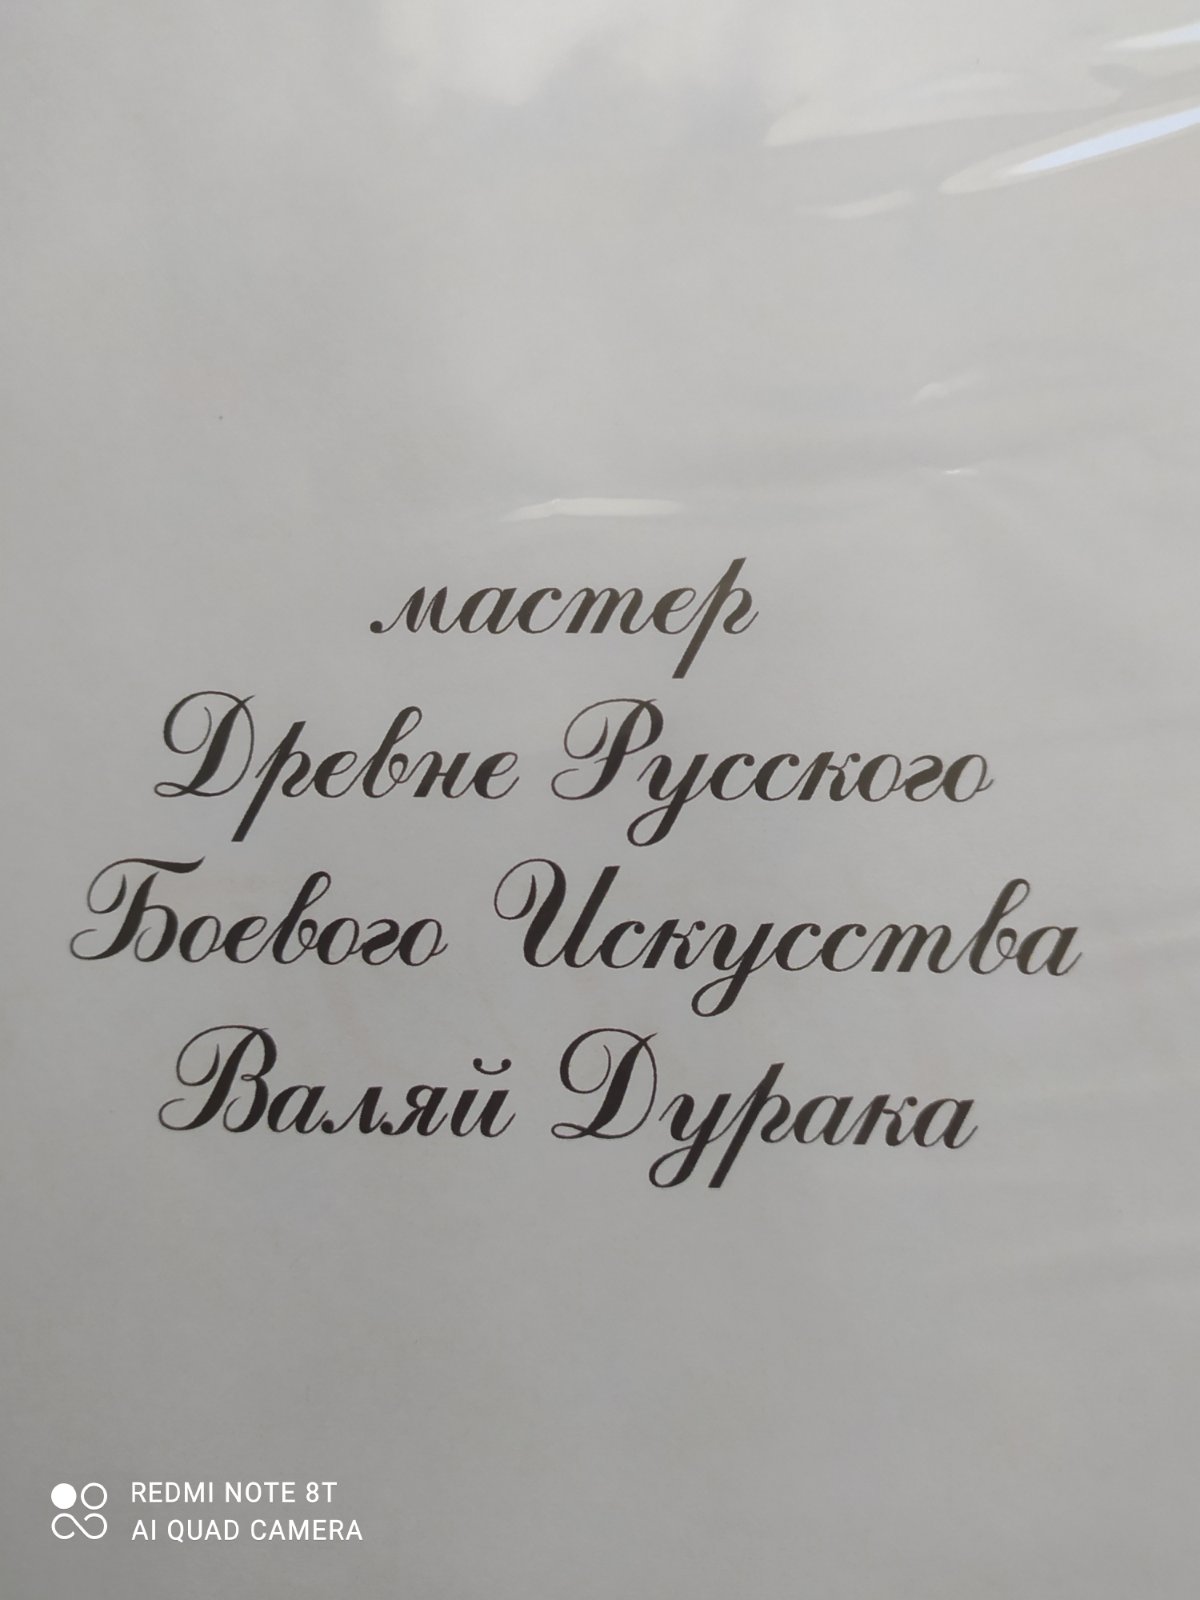 мастер
Древне Русского
Боевого Искусства
Валяй Дурака
REDMI NOTE 8T
AI QUAD CAMERA